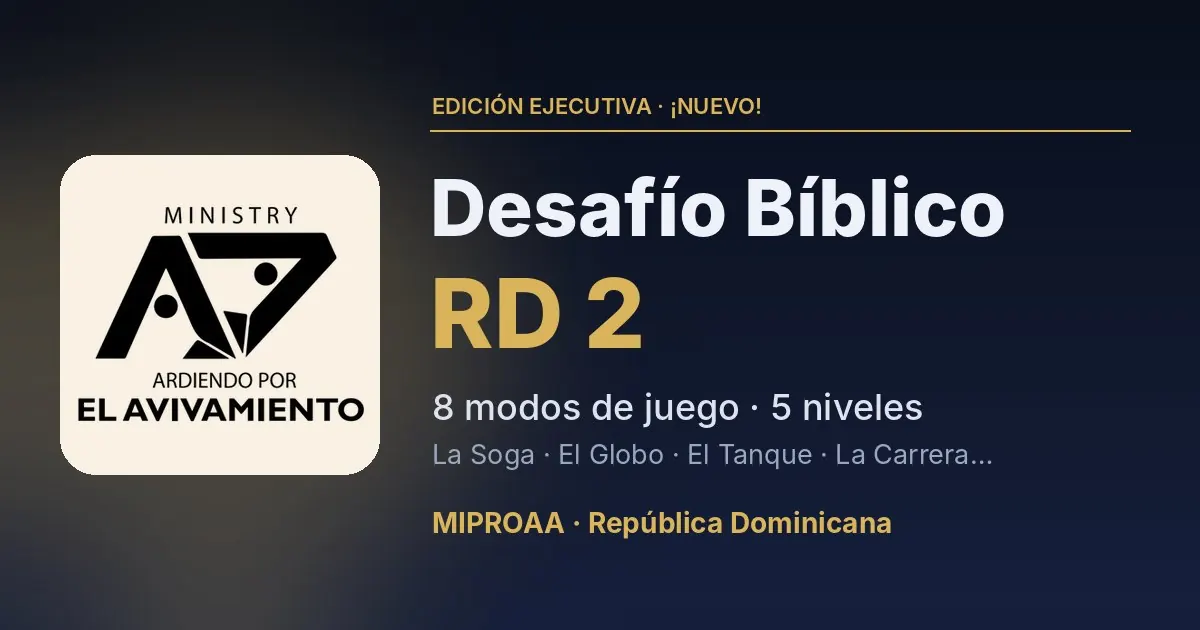 EDICIÓN EJECUTIVA · ¡NUEVO!
MINISTRY
ARDIENDO POR
EL AVIVAMIENTO
Desafío Bíblico
RD 2
8 modos de juego · 5 niveles
La Soga · El Globo · El Tanque · La Carrera...
MIPROAA · República Dominicana